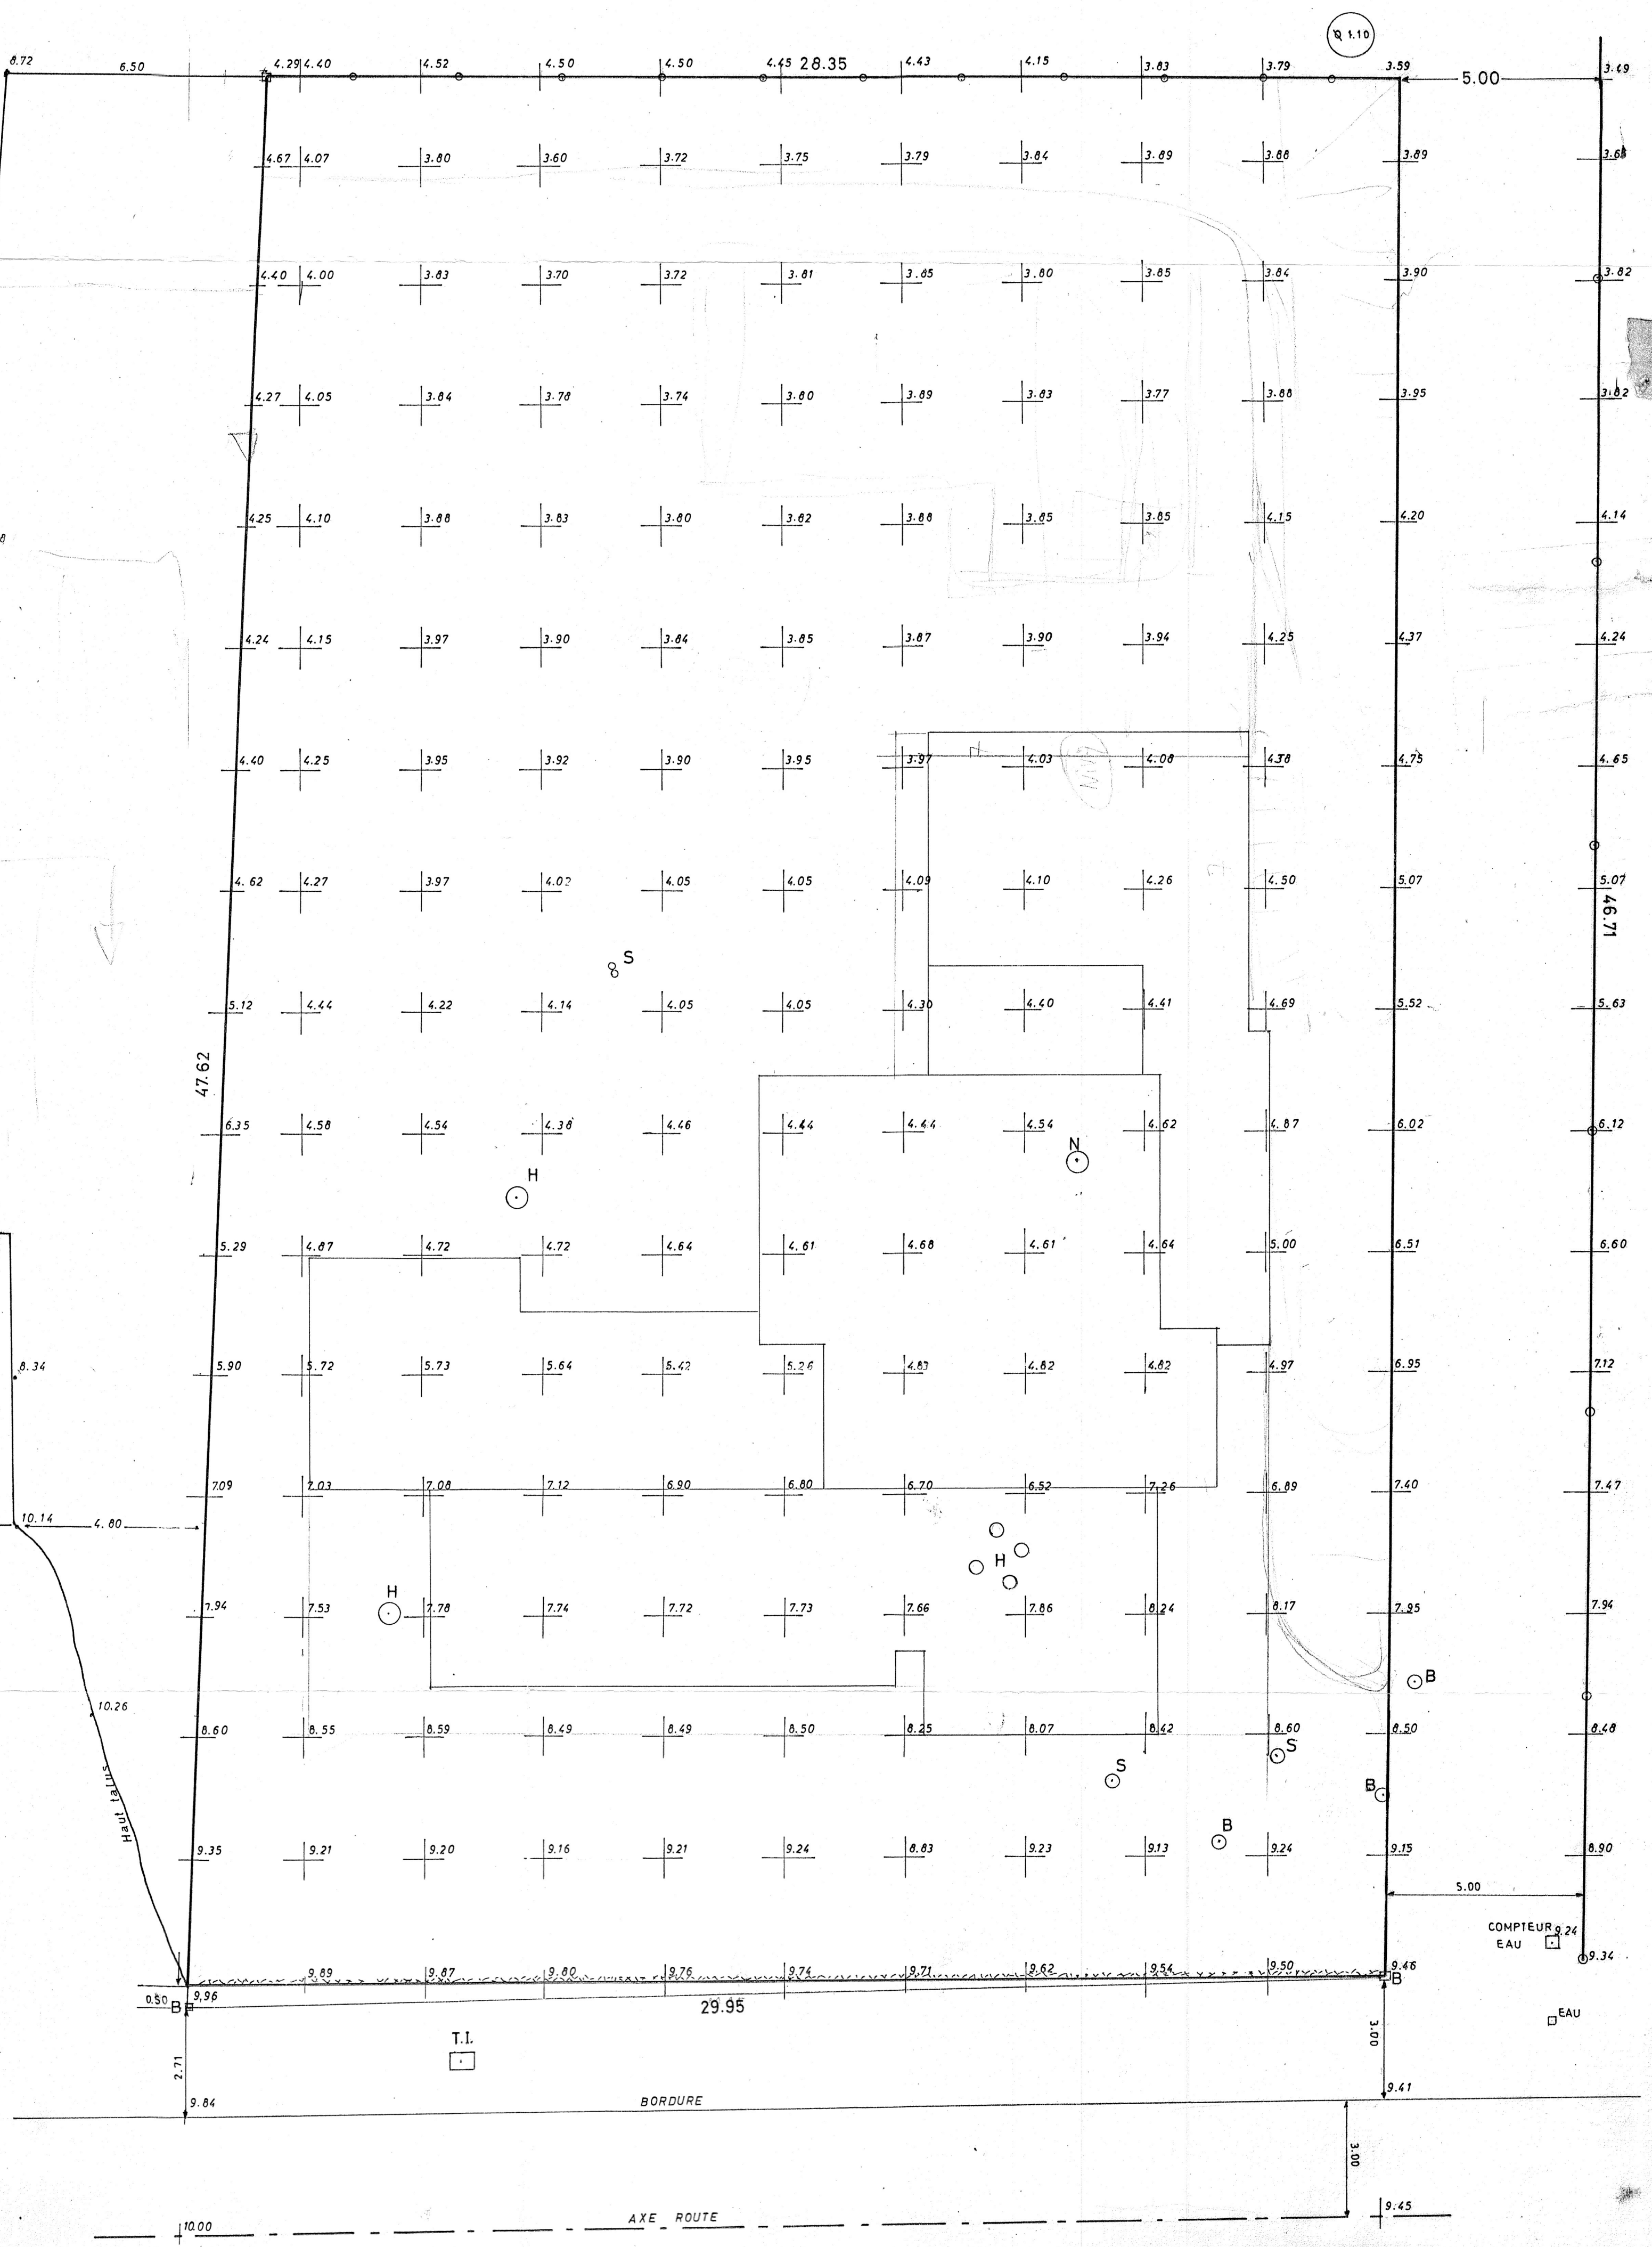 Q 1.10
8.72 6.50 4.29 4.40 4.52 4.50 4.50 4.45 28.35 4.43 4.15 3.83 3.79 3.59 5.00 3.49
4.67 4.07 3.80 3.60 3.72 3.75 3.79 3.84 3.89 3.88 3.89
4.40 4.00 3.83 3.70 3.72 3.81 3.85 3.80 3.85 3.84 3.90 3.82
4.27 4.05 3.84 3.78 3.74 3.80 3.89 3.83 3.77 3.88 3.95 3.82
4.25 4.10 3.88 3.83 3.80 3.82 3.88 3.85 3.85 4.15 4.20 4.14
8
4.24 4.15 3.97 3.90 3.84 3.85 3.87 3.90 3.94 4.25 4.37 4.24
4.40 4.25 3.95 3.92 3.90 3.95 3.97 4.03 4.08 4.38 4.75 4.65
4.62 4.27 3.97 4.02 4.05 4.05 4.09 4.10 4.26 4.50 5.07 5.07
46.71
S
5.12 4.44 4.22 4.14 4.05 4.05 4.30 4.40 4.41 4.69 5.52 5.63
47.62
6.35 4.58 4.54 4.38 4.46 4.44 4.44 4.54 4.62 4.87 6.02 6.12
N
H
5.29 4.87 4.72 4.72 4.64 4.61 4.68 4.61 4.64 5.00 6.51 6.60
8.34 5.90 5.72 5.73 5.64 5.42 5.26 4.83 4.82 4.82 4.97 6.95 7.12
7.09 7.03 7.08 7.12 6.90 6.80 6.70 6.52 7.26 6.89 7.40 7.47
10.14 4.80
H
H
7.94 7.53 7.78 7.74 7.72 7.73 7.66 7.86 8.24 8.17 7.95 7.94
B
10.26
8.60 8.55 8.59 8.49 8.49 8.50 8.25 8.07 8.42 8.60 8.50 8.48
S
S
B
Haut talus
B
9.35 9.21 9.20 9.16 9.21 9.24 8.83 9.23 9.13 9.24 9.15 8.90
5.00
COMPTEUR 9.24
EAU
9.34
9.89 9.87 9.80 9.76 9.74 9.71 9.62 9.54 9.50 9.46
B
0.50 B 9.96
29.95
EAU
T.I.
3.00
2.71
9.84
BORDURE
9.41
3.00
10.00
AXE ROUTE
9.45